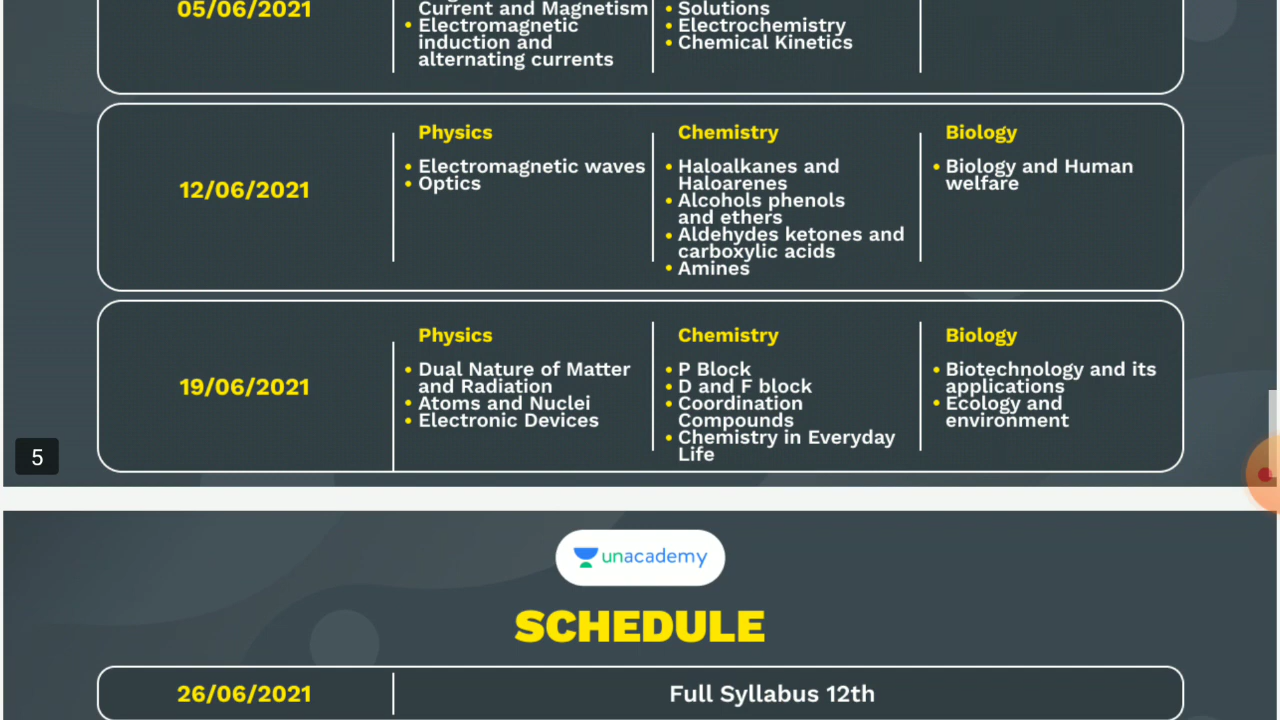 05/06/2021
Current and Magnetism
• Electromagnetic
induction and
alternating currents
• Solutions
• Electrochemistry
• Chemical Kinetics
12/06/2021
Physics
• Electromagnetic waves
• Optics
Chemistry
• Haloalkanes and
Haloarenes
• Alcohols phenols
and ethers
• Aldehydes ketones and
carboxylic acids
• Amines
Biology
• Biology and Human
welfare
19/06/2021
Physics
• Dual Nature of Matter
and Radiation
• Atoms and Nuclei
• Electronic Devices
Chemistry
• P Block
• D and F block
• Coordination
Compounds
• Chemistry in Everyday
Life
Biology
• Biotechnology and its
applications
• Ecology and
environment
5
unacademy
SCHEDULE
26/06/2021
Full Syllabus 12th